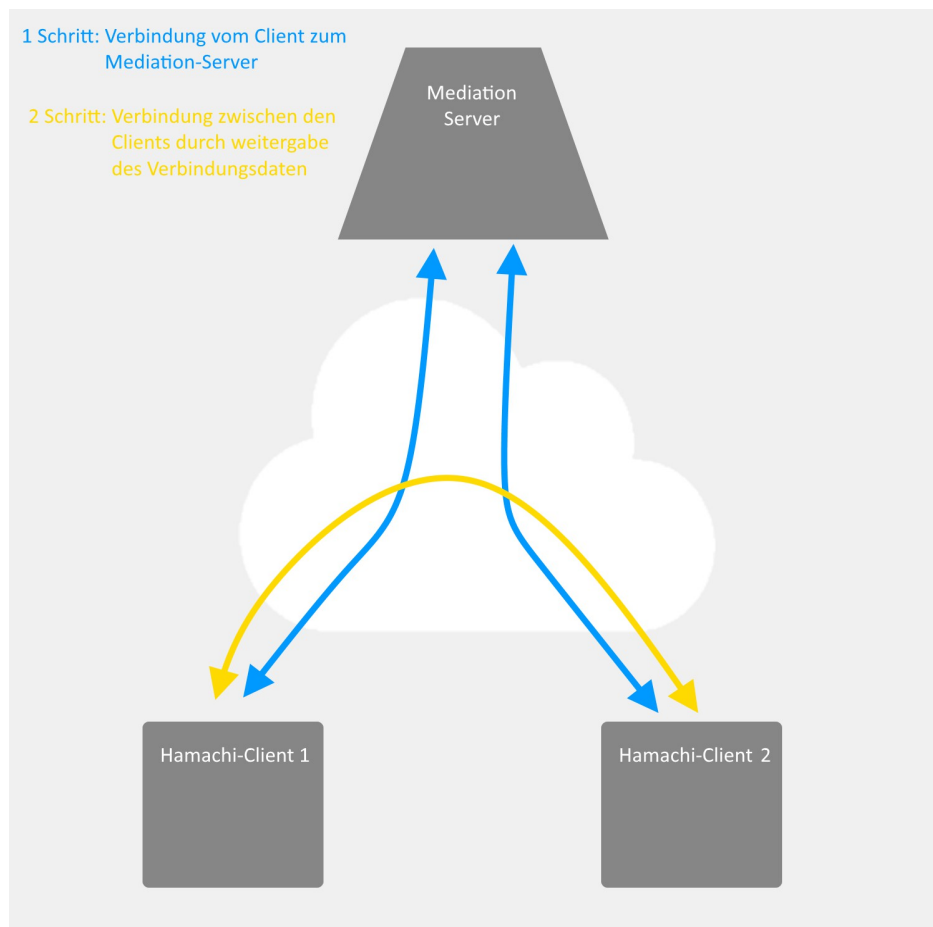 1 Schritt: Verbindung vom Client zum
Mediation-Server
2 Schritt: Verbindung zwischen den
Clients durch weitergabe
des Verbindungsdaten
Mediation
Server
Hamachi-Client 1
Hamachi-Client 2